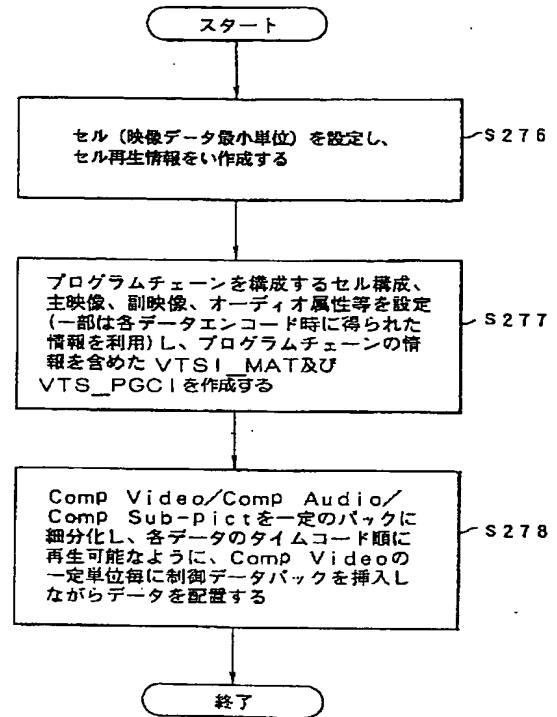 スタート
セル（映像データ最小単位）を設定し、
セル再生情報をい作成する
S276
プログラムチェーンを構成するセル構成、
主映像、副映像、オーディオ属性等を設定
(一部は各データエンコード時に得られた
情報を利用)し、プログラムチェーンの情
報を含めたVTSI_MAT及び
VTS_PGCIを作成する
S277
Comp Video/Comp Audio/
Comp Sub-pictを一定のパックに
細分化し、各データのタイムコード順に
再生可能なように、Comp Videoの
一定単位毎に制御データパックを挿入し
ながらデータを配置する
S278
終了